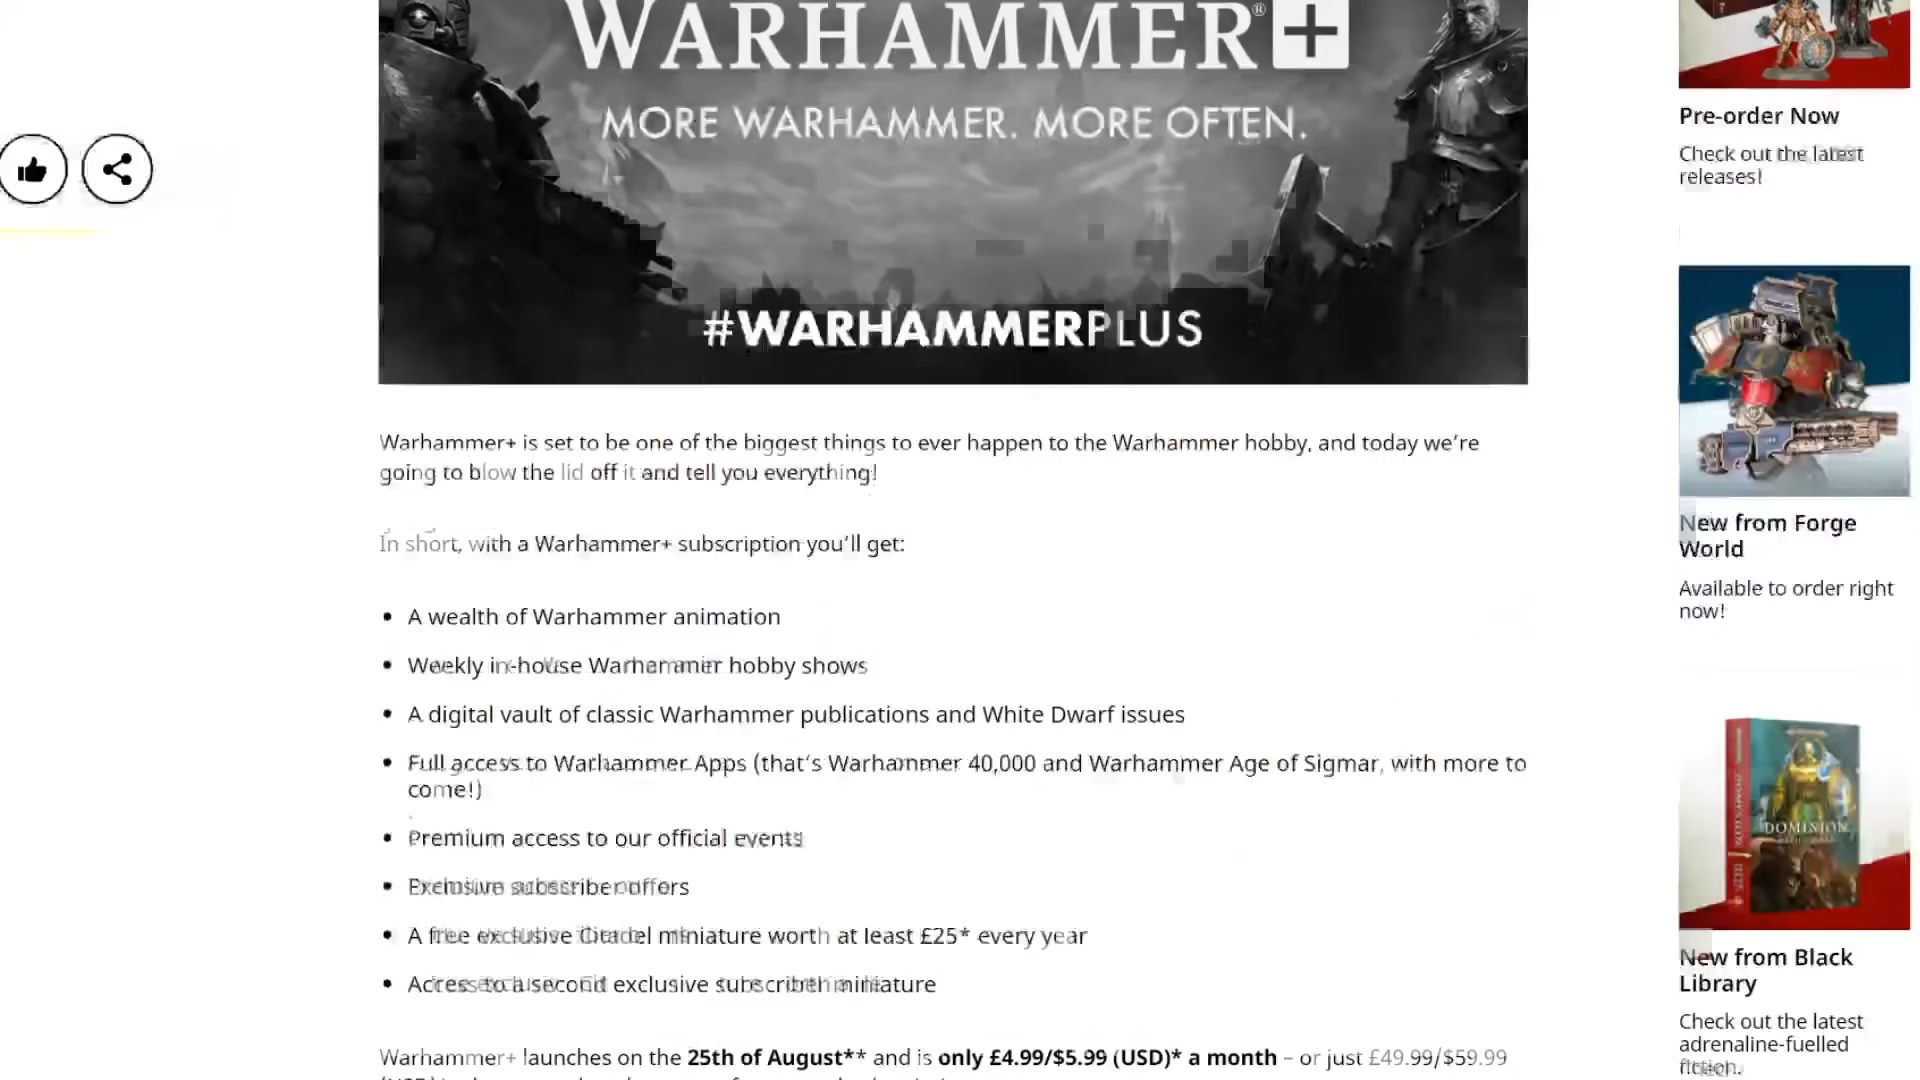 WARHAMMER®+
MORE WARHAMMER. MORE OFTEN.
#WARHAMMERPLUS
Warhammer+ is set to be one of the biggest things to ever happen to the Warhammer hobby, and today we're
going to blow the lid off it and tell you everything!
In short, with a Warhammer+ subscription you'll get:
• A wealth of Warhammer animation
• Weekly in-house Warhammer hobby shows
• A digital vault of classic Warhammer publications and White Dwarf issues
• Full access to Warhammer Apps (that's Warhammer 40,000 and Warhammer Age of Sigmar, with more to
come!)
• Premium access to our official events
• Exclusive subscriber offers
• A free exclusive Citadel miniature worth at least £25* every year
• Access to a second exclusive subscriber miniature
Warhammer+ launches on the 25th of August** and is only £4.99/$5.99 (USD)* a month – or just £49.99/$59.99
Pre-order Now
Check out the latest
releases!
New from Forge
World
Available to order right
now!
DOMINION
New from Black
Library
Check out the latest
adrenaline-fuelled
fiction.